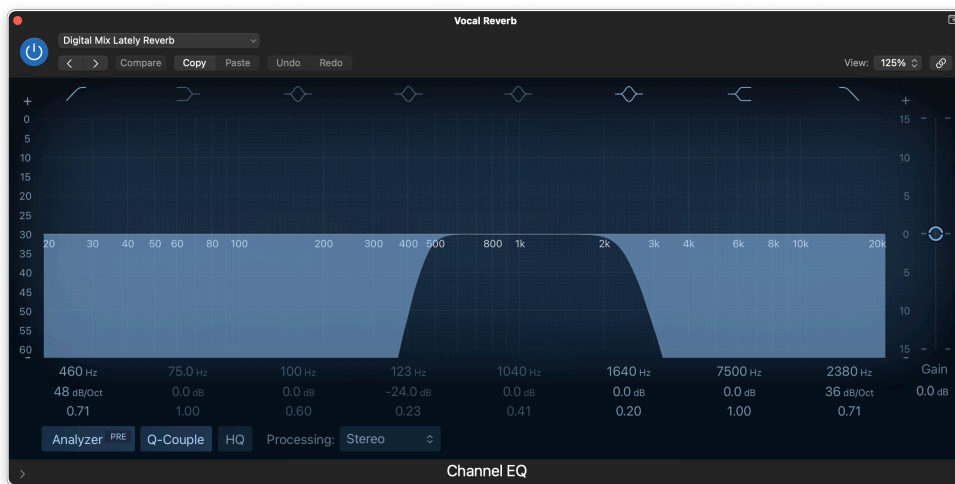 Vocal Reverb
Digital Mix Lately Reverb
Compare Copy Paste Undo Redo View: 125%
+ +
0 15
5
10 10
15
20 5
25
30 20 30 40 50 60 80 100 200 300 400 500 800 1k 2k 3k 4k 6k 8k 10k 20k 0
35
40 5
45
50 10
55
60 15
- -
460 Hz 75.0 Hz 100 Hz 123 Hz 1040 Hz 1640 Hz 7500 Hz 2380 Hz Gain
48 dB/Oct 0.0 dB 0.0 dB -24.0 dB 0.0 dB 0.0 dB 0.0 dB 36 dB/Oct 0.0 dB
0.71 1.00 0.60 0.23 0.41 0.20 1.00 0.71
Analyzer PRE Q-Couple HQ Processing: Stereo
Channel EQ